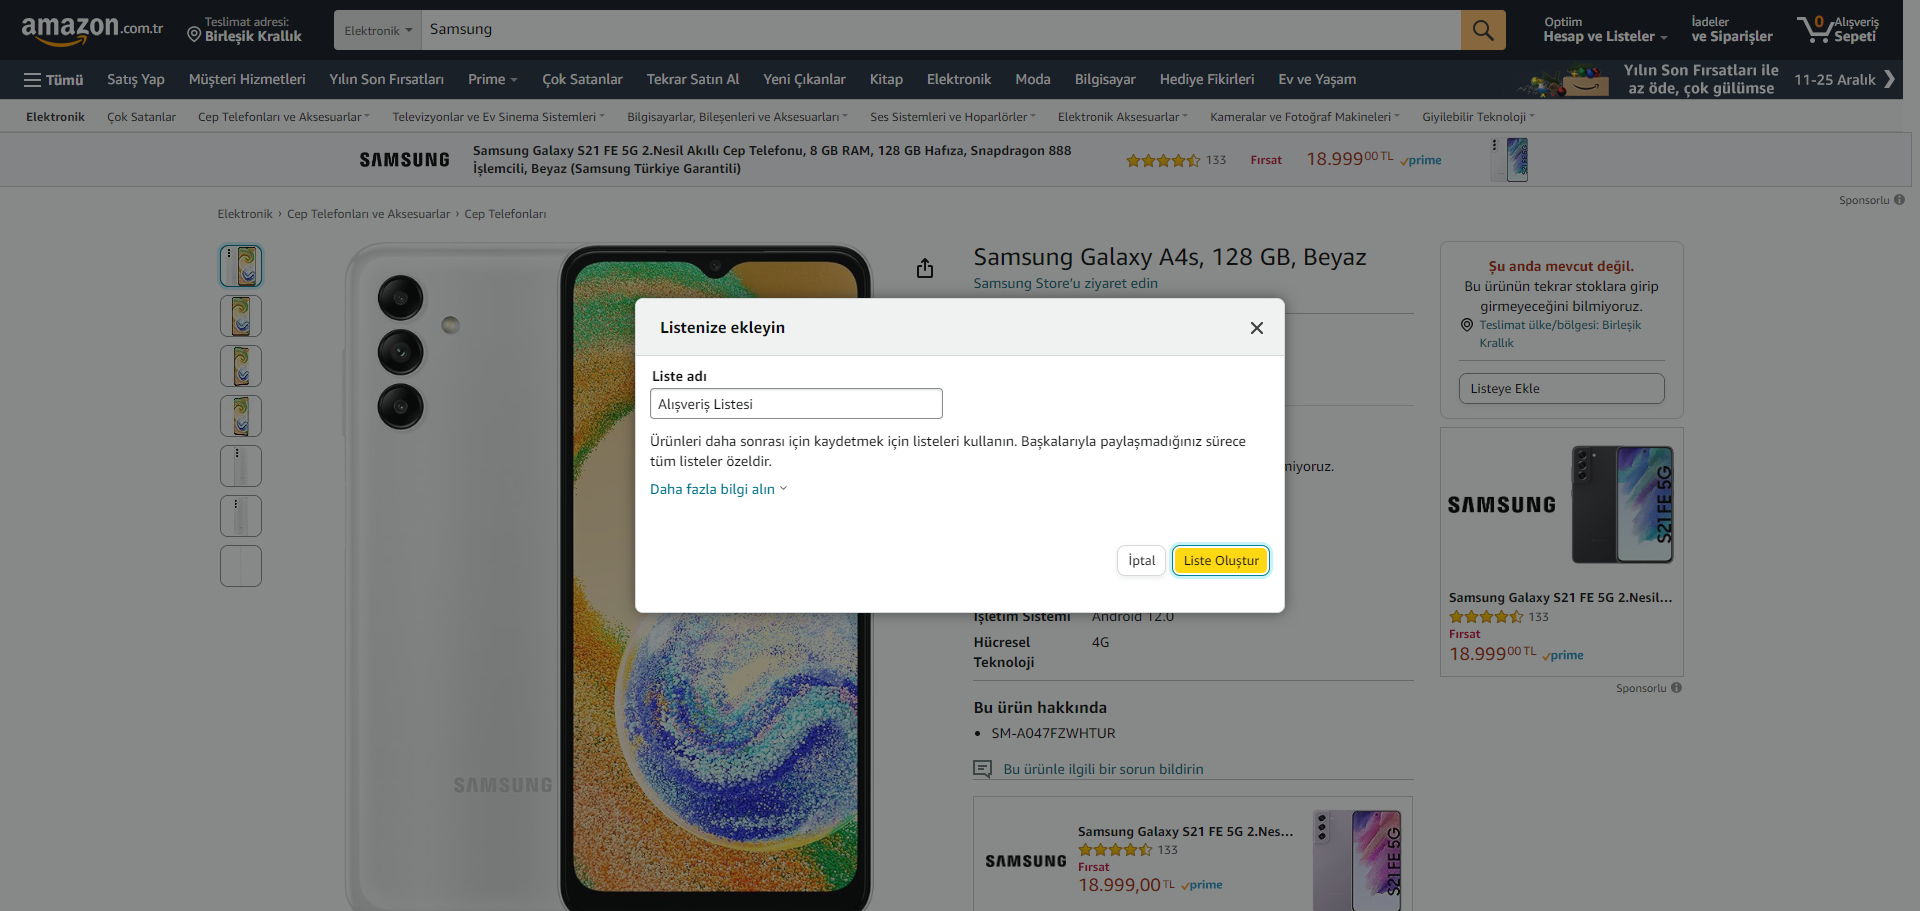 amazon.com.tr
Teslimat adresi:
Birleşik Krallık
Elektronik
Samsung
Optiim
Hesap ve Listeler
İadeler
ve Siparişler
0
Alışveriş
Sepeti
Tümü
Satış Yap
Müşteri Hizmetleri
Yılın Son Fırsatları
Prime
Çok Satanlar
Tekrar Satın Al
Yeni Çıkanlar
Kitap
Elektronik
Moda
Bilgisayar
Hediye Fikirleri
Ev ve Yaşam
Yılın Son Fırsatları ile
az öde, çok gülümse
11-25 Aralık
Elektronik
Çok Satanlar
Cep Telefonları ve Aksesuarlar
Televizyonlar ve Ev Sinema Sistemleri
Bilgisayarlar, Bileşenleri ve Aksesuarları
Ses Sistemleri ve Hoparlörler
Elektronik Aksesuarlar
Kameralar ve Fotoğraf Makineleri
Giyilebilir Teknoloji
SAMSUNG
Samsung Galaxy S21 FE 5G 2.Nesil Akıllı Cep Telefonu, 8 GB RAM, 128 GB Hafıza, Snapdragon 888
İşlemcili, Beyaz (Samsung Türkiye Garantili)
133
Fırsat
18.99900 TL
prime
Sponsorlu
Elektronik › Cep Telefonları ve Aksesuarlar › Cep Telefonları
Samsung Galaxy A4s, 128 GB, Beyaz
Samsung Store'u ziyaret edin
Şu anda mevcut değil.
Bu ürünün tekrar stoklara girip
girmeyeceğini bilmiyoruz.
Teslimat ülke/bölgesi: Birleşik
Krallık
Listeye Ekle
Listenize ekleyin
Liste adı
Alışveriş Listesi
Ürünleri daha sonrası için kaydetmek için listeleri kullanın. Başkalarıyla paylaşmadığınız sürece
tüm listeler özeldir.
Daha fazla bilgi alın
İptal
Liste Oluştur
miyoruz.
SAMSUNG
S21 FE 5G
Samsung Galaxy S21 FE 5G 2.Nesil...
133
Fırsat
18.99900 TL
prime
Sponsorlu
İşletim Sistemi
Android 12.0
Hücresel
Teknoloji
4G
Bu ürün hakkında
SM-A047FZWHTUR
Bu ürünle ilgili bir sorun bildirin
SAMSUNG
SAMSUNG
Samsung Galaxy S21 FE 5G 2.Nes...
133
Fırsat
18.999,00 TL
prime
S21 FE 5G